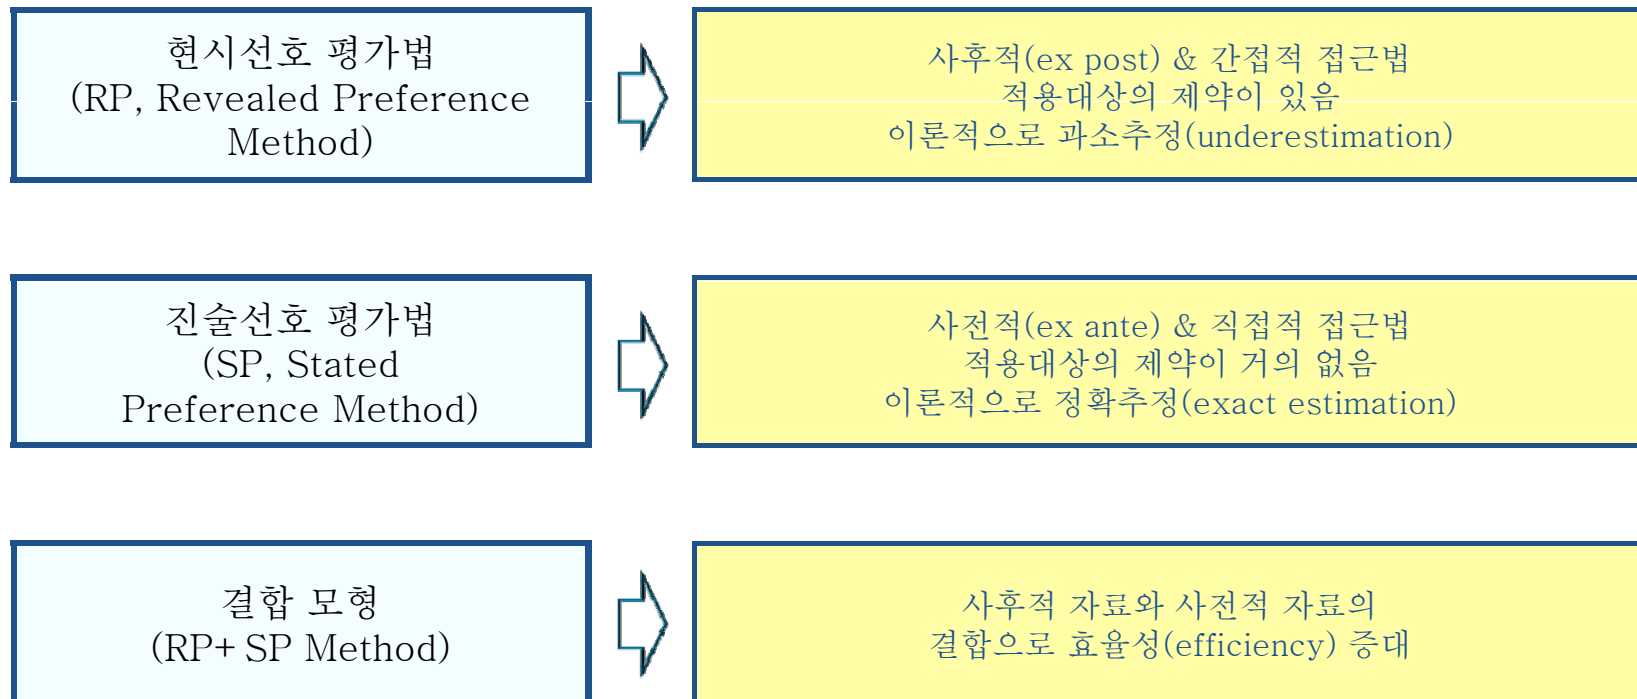 현시선호 평가법
(RP, Revealed Preference
Method)
사후적(ex post) & 간접적 접근법
적용대상의 제약이 있음
이론적으로 과소추정(underestimation)
진술선호 평가법
(SP, Stated
Preference Method)
사전적(ex ante) & 직접적 접근법
적용대상의 제약이 거의 없음
이론적으로 정확추정(exact estimation)
결합 모형
(RP+ SP Method)
사후적 자료와 사전적 자료의
결합으로 효율성(efficiency) 증대